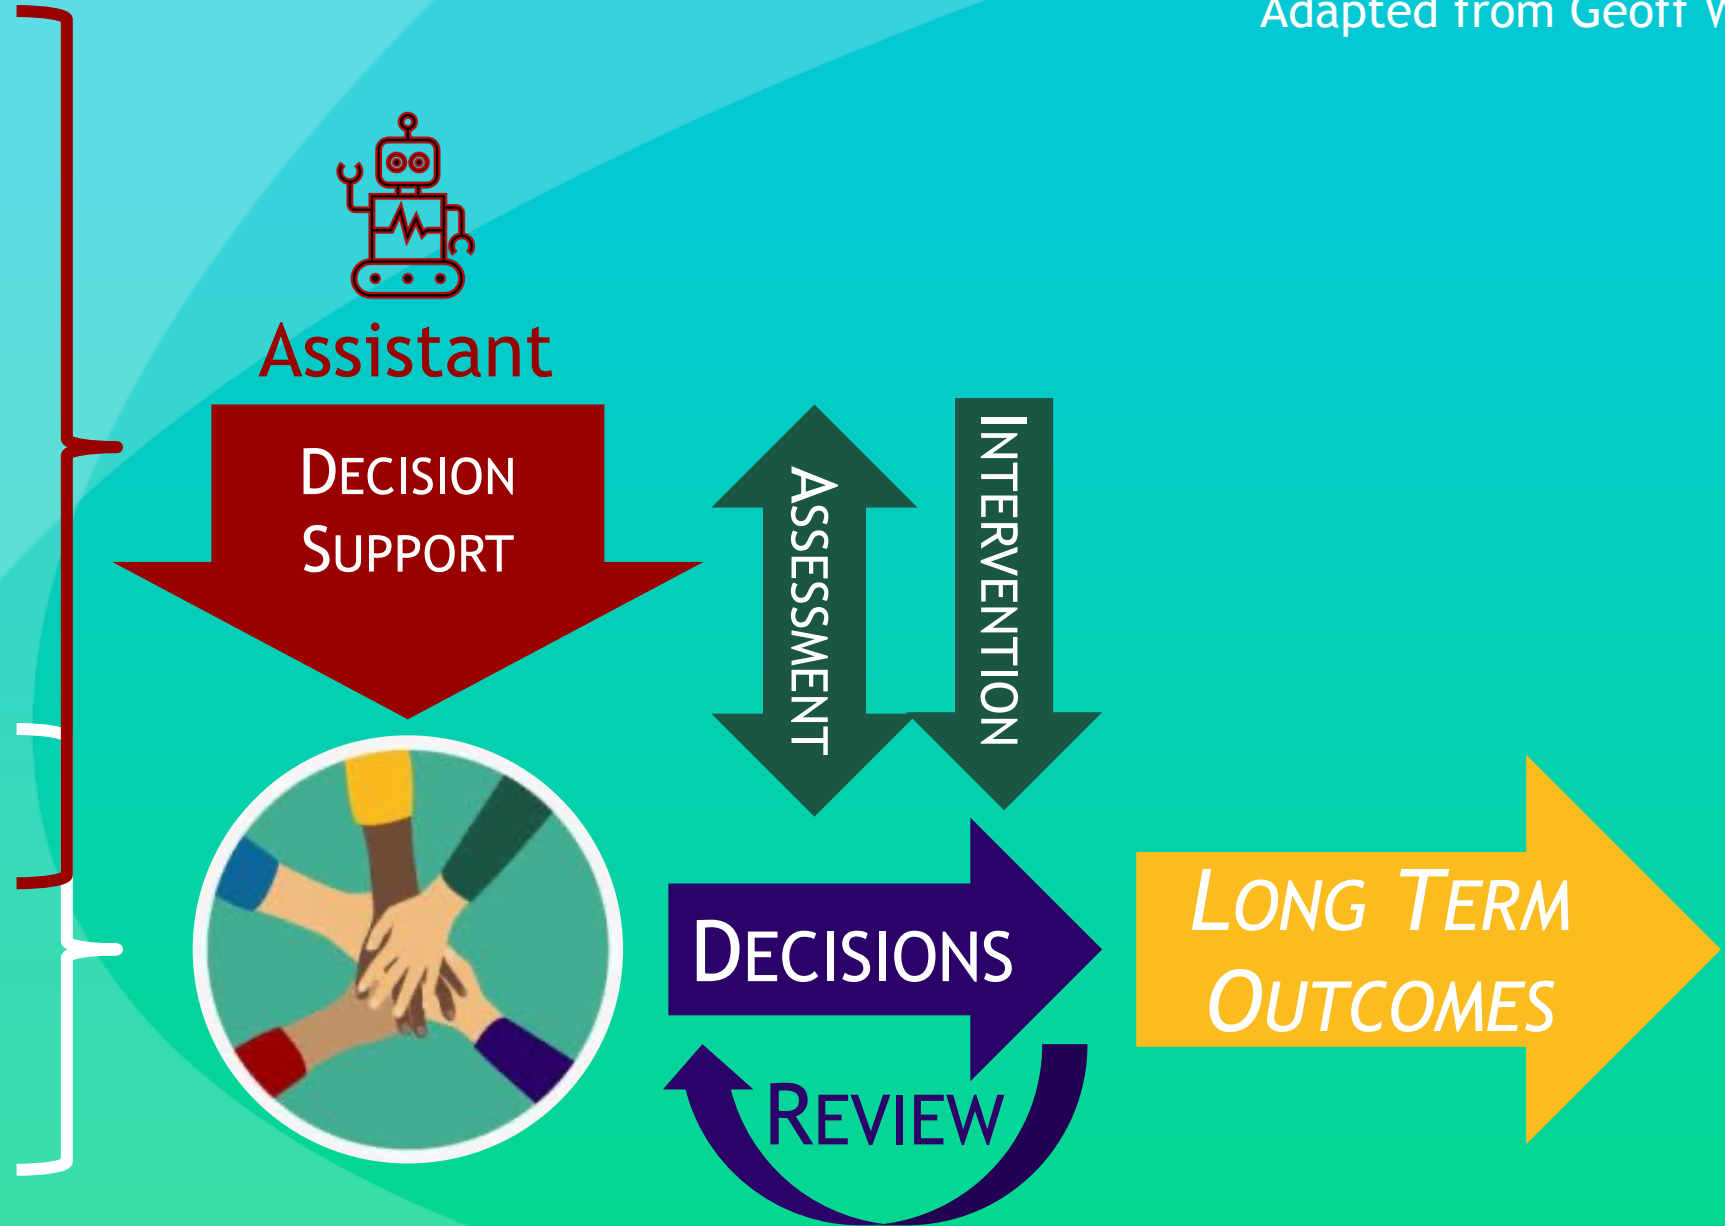 Adapted from Geoff
Assistant
DECISION
SUPPORT
ASSESSMENT
INTERVENTION
DECISIONS
LONG TERM
OUTCOMES
REVIEW